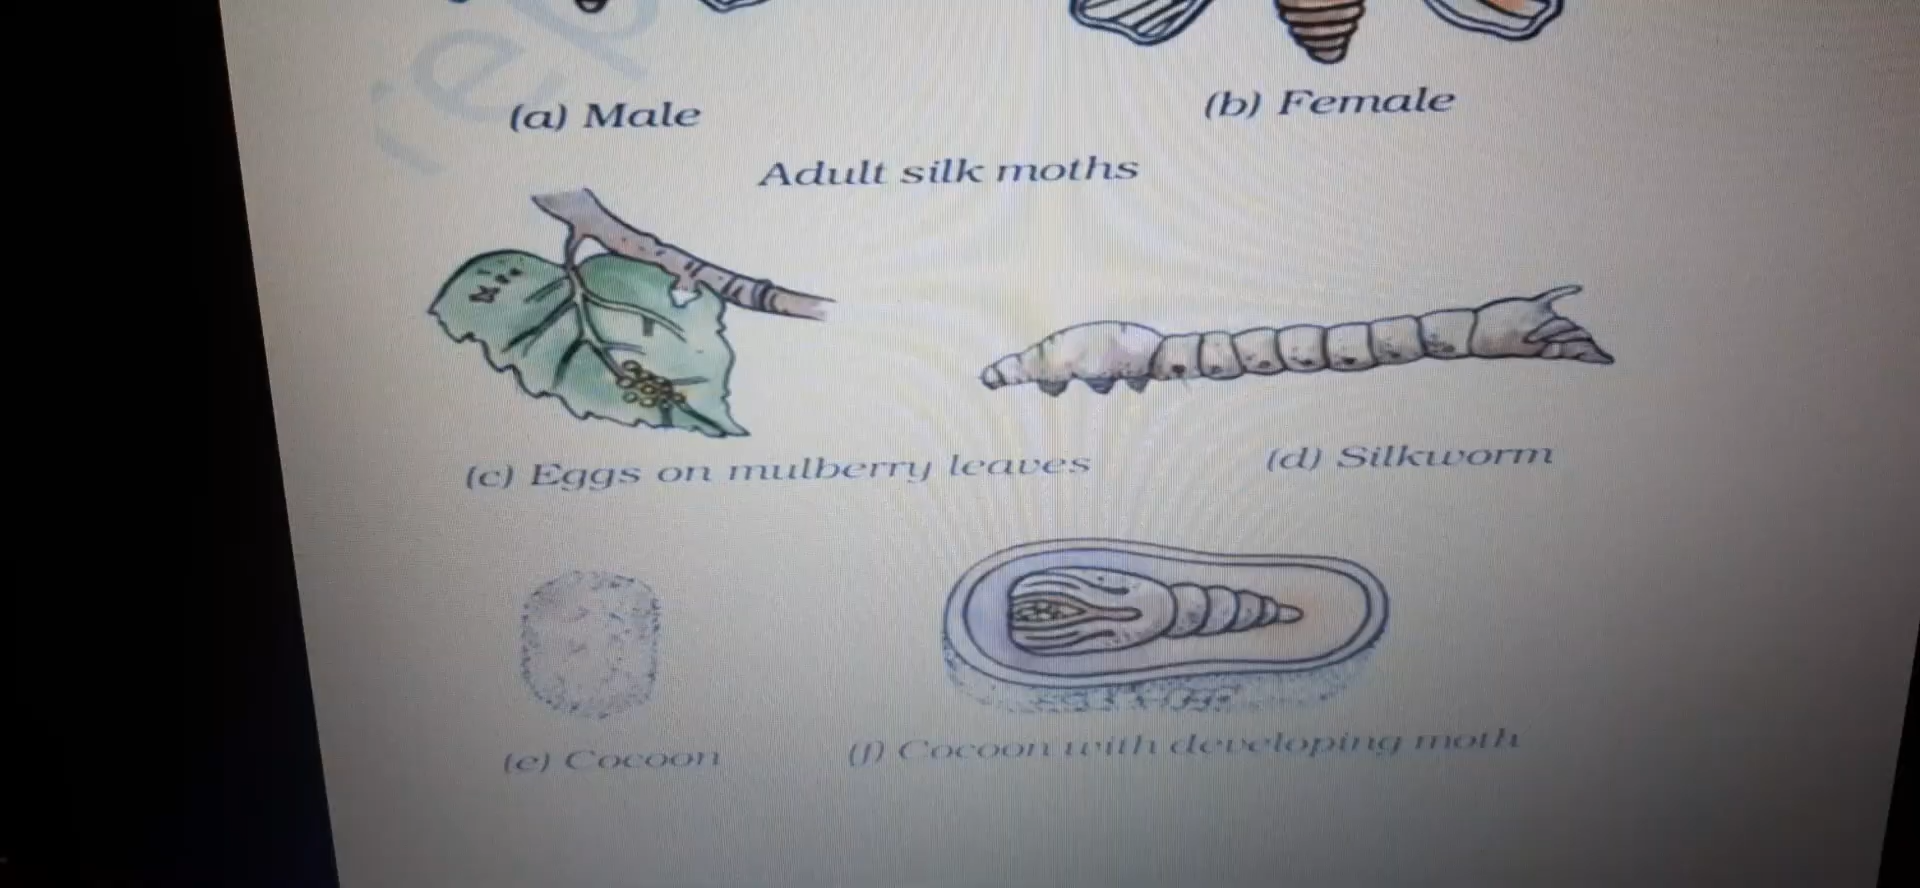 (a) Male
(b) Female
Adult silk moths
(c) Eggs on mulberry leaves
(d) Silkworm
(e) Cocoon
(f) Cocoon with developing moth